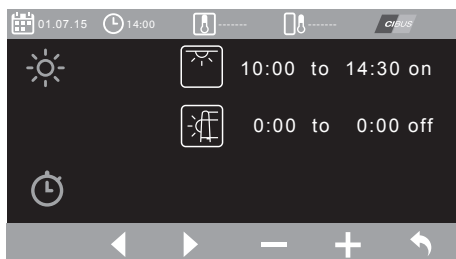 01.07.15 14:00 ------- ------- CIBUS
10:00 to 14:30 on
0:00 to 0:00 off